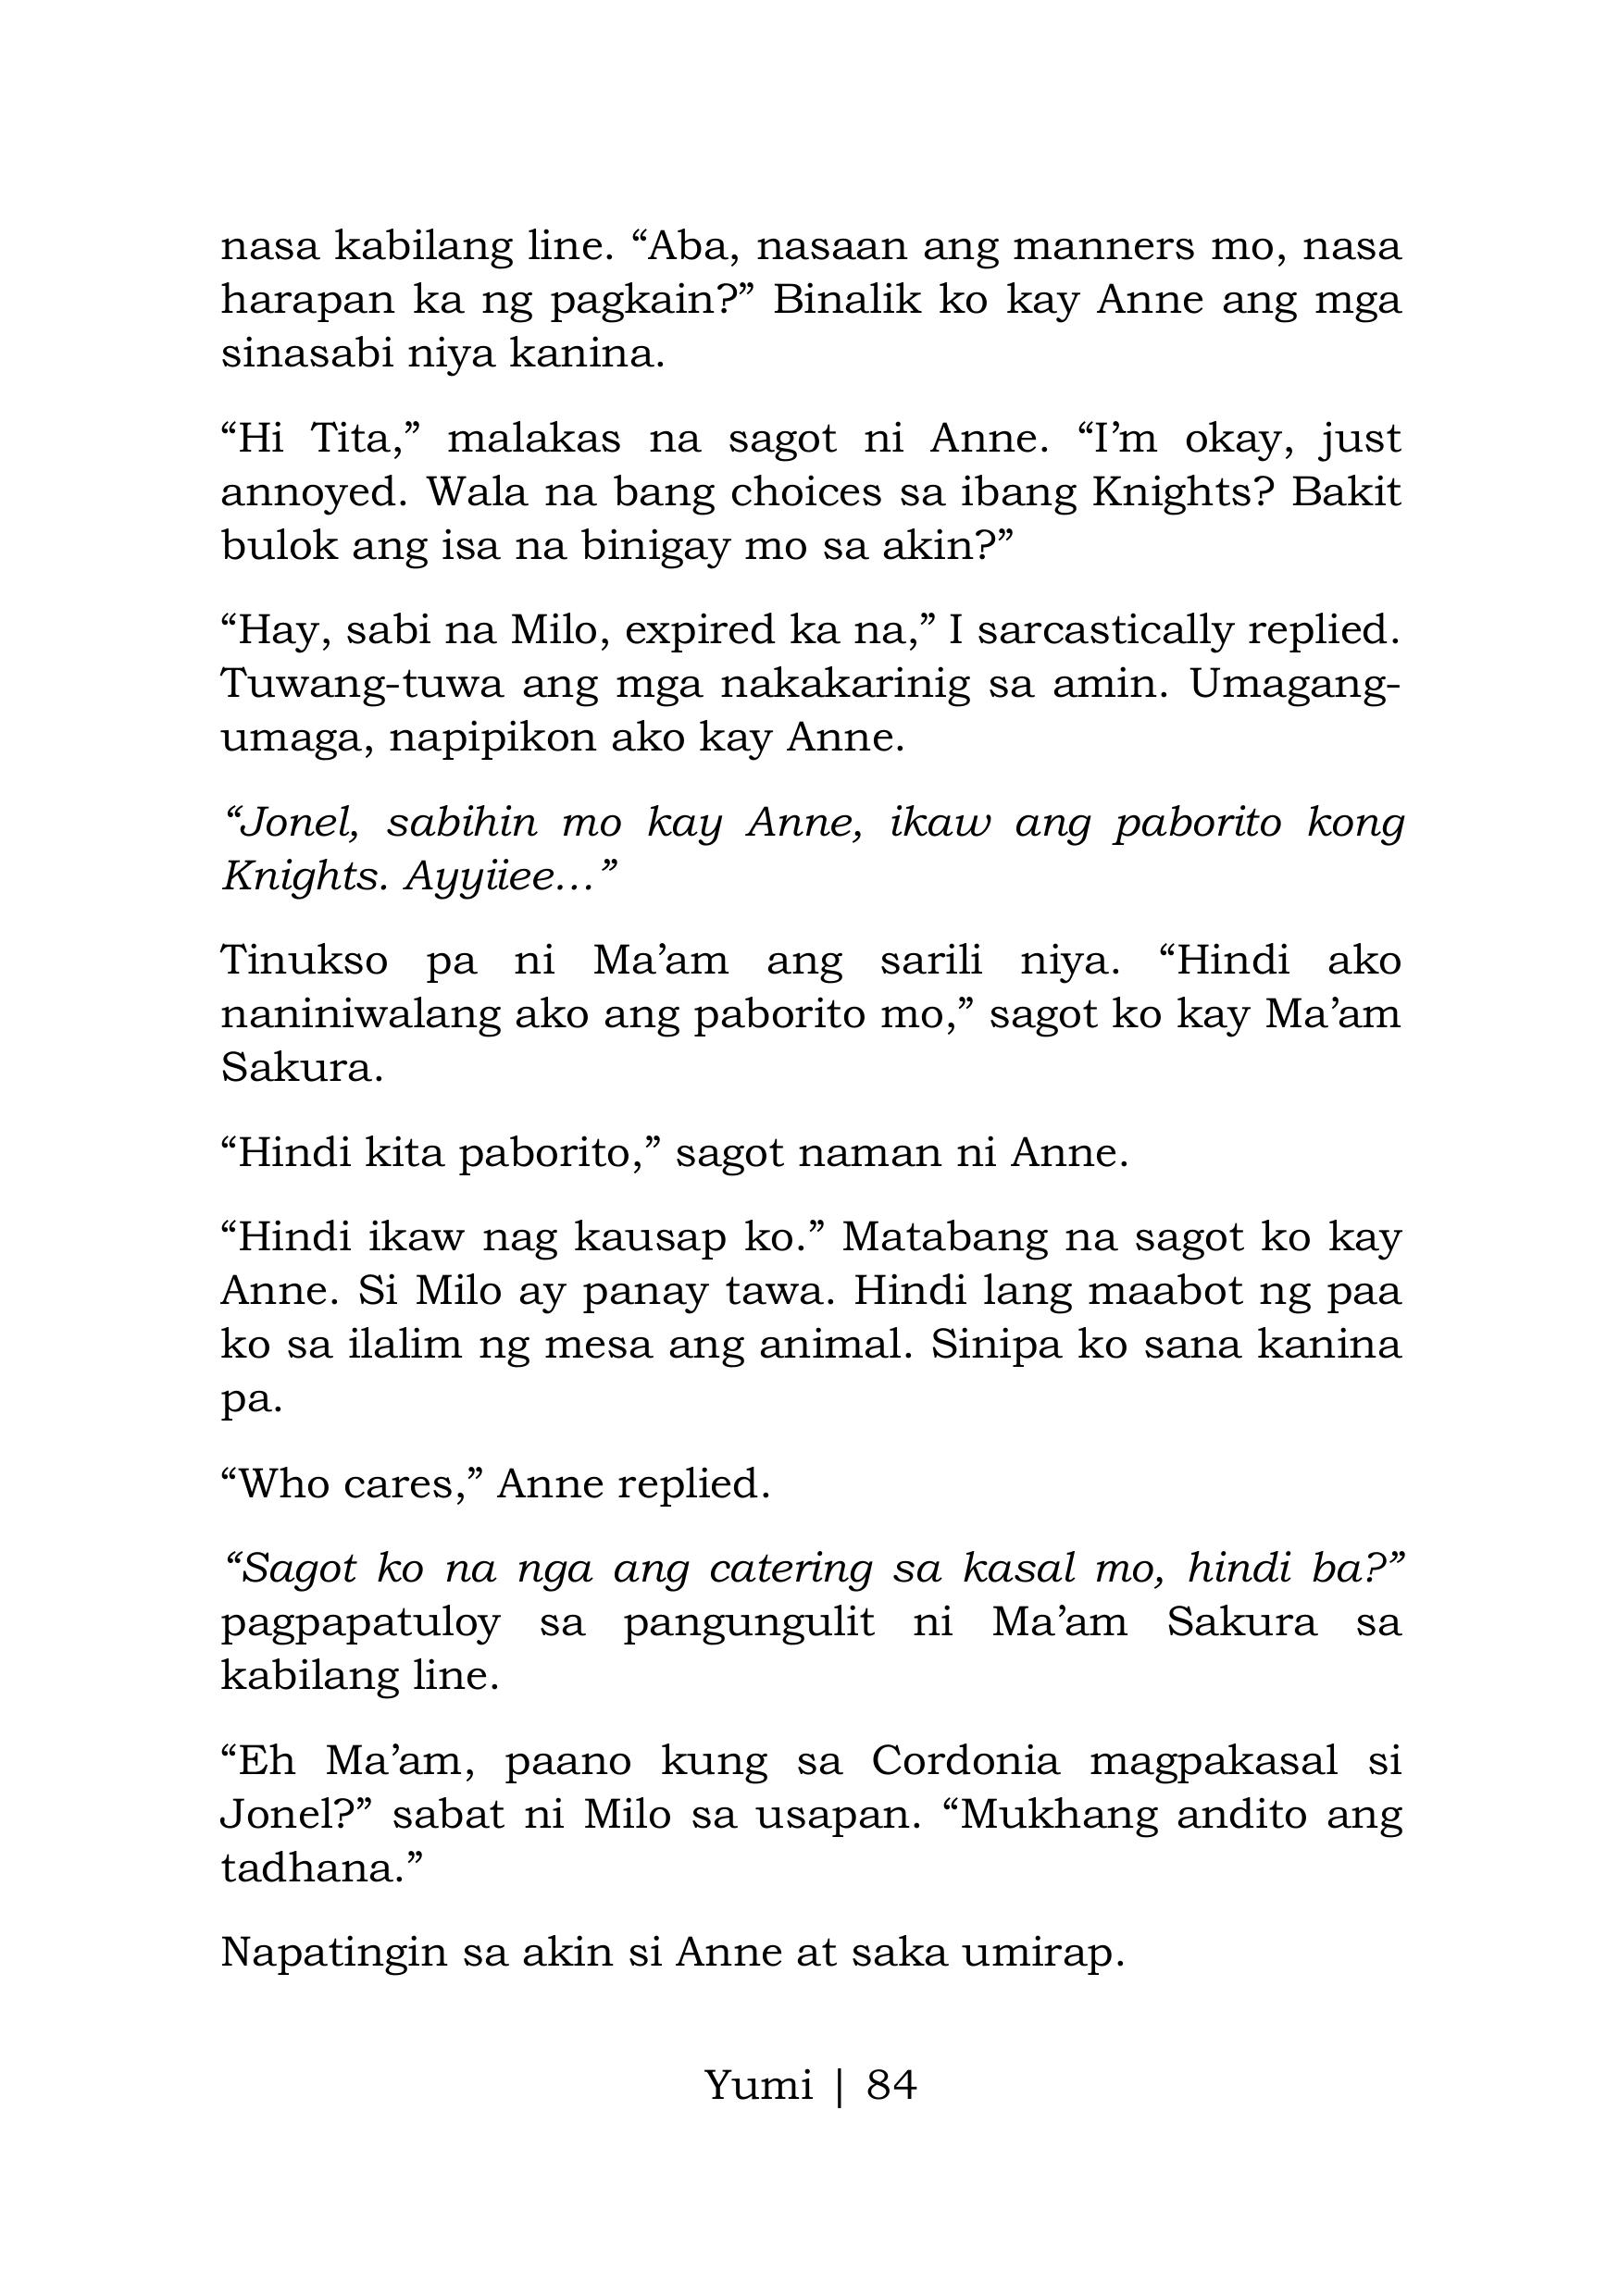 nasa kabilang line. “Aba, nasaan ang manners mo, nasa
harapan ka ng pagkain?” Binalik ko kay Anne ang mga
sinasabi niya kanina.
“Hi Tita,” malakas na sagot ni Anne. “I’m okay, just
annoyed. Wala na bang choices sa ibang Knights? Bakit
bulok ang isa na binigay mo sa akin?”
“Hay, sabi na Milo, expired ka na,” I sarcastically replied.
Tuwang-tuwa ang mga nakakarinig sa amin. Umagang-
umaga, napipikon ako kay Anne.
“Jonel, sabihin mo kay Anne, ikaw ang paborito kong
Knights. Ayyiiee…”
Tinukso pa ni Ma’am ang sarili niya. “Hindi ako
naniniwalang ako ang paborito mo,” sagot ko kay Ma’am
Sakura.
“Hindi kita paborito,” sagot naman ni Anne.
“Hindi ikaw nag kausap ko.” Matabang na sagot ko kay
Anne. Si Milo ay panay tawa. Hindi lang maabot ng paa
ko sa ilalim ng mesa ang animal. Sinipa ko sana kanina
pa.
“Who cares,” Anne replied.
“Sagot ko na nga ang catering sa kasal mo, hindi ba?”
pagpapatuloy sa pangungulit ni Ma’am Sakura sa
kabilang line.
“Eh Ma’am, paano kung sa Cordonia magpakasal si
Jonel?” sabat ni Milo sa usapan. “Mukhang andito ang
tadhana.”
Napatingin sa akin si Anne at saka umirap.
Yumi | 84